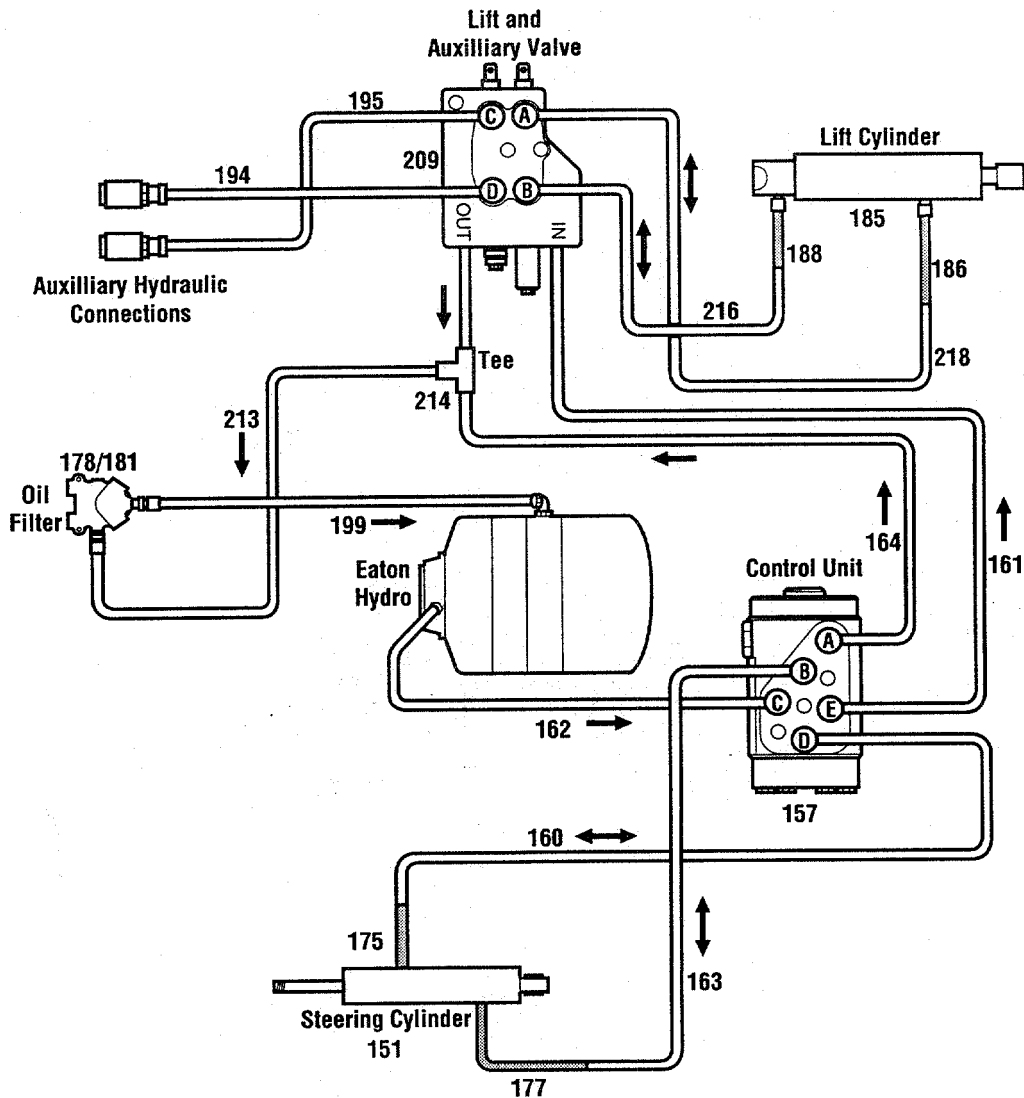 Lift and
Auxilliary Valve
195
C
A
Lift Cylinder
209
194
D
B
185
OUT
IN
188
186
Auxilliary Hydraulic
Connections
216
218
Tee
214
213
178/181
Oil
Filter
199
164
161
Eaton
Hydro
Control Unit
A
B
C
E
D
162
157
160
175
163
Steering Cylinder
151
177